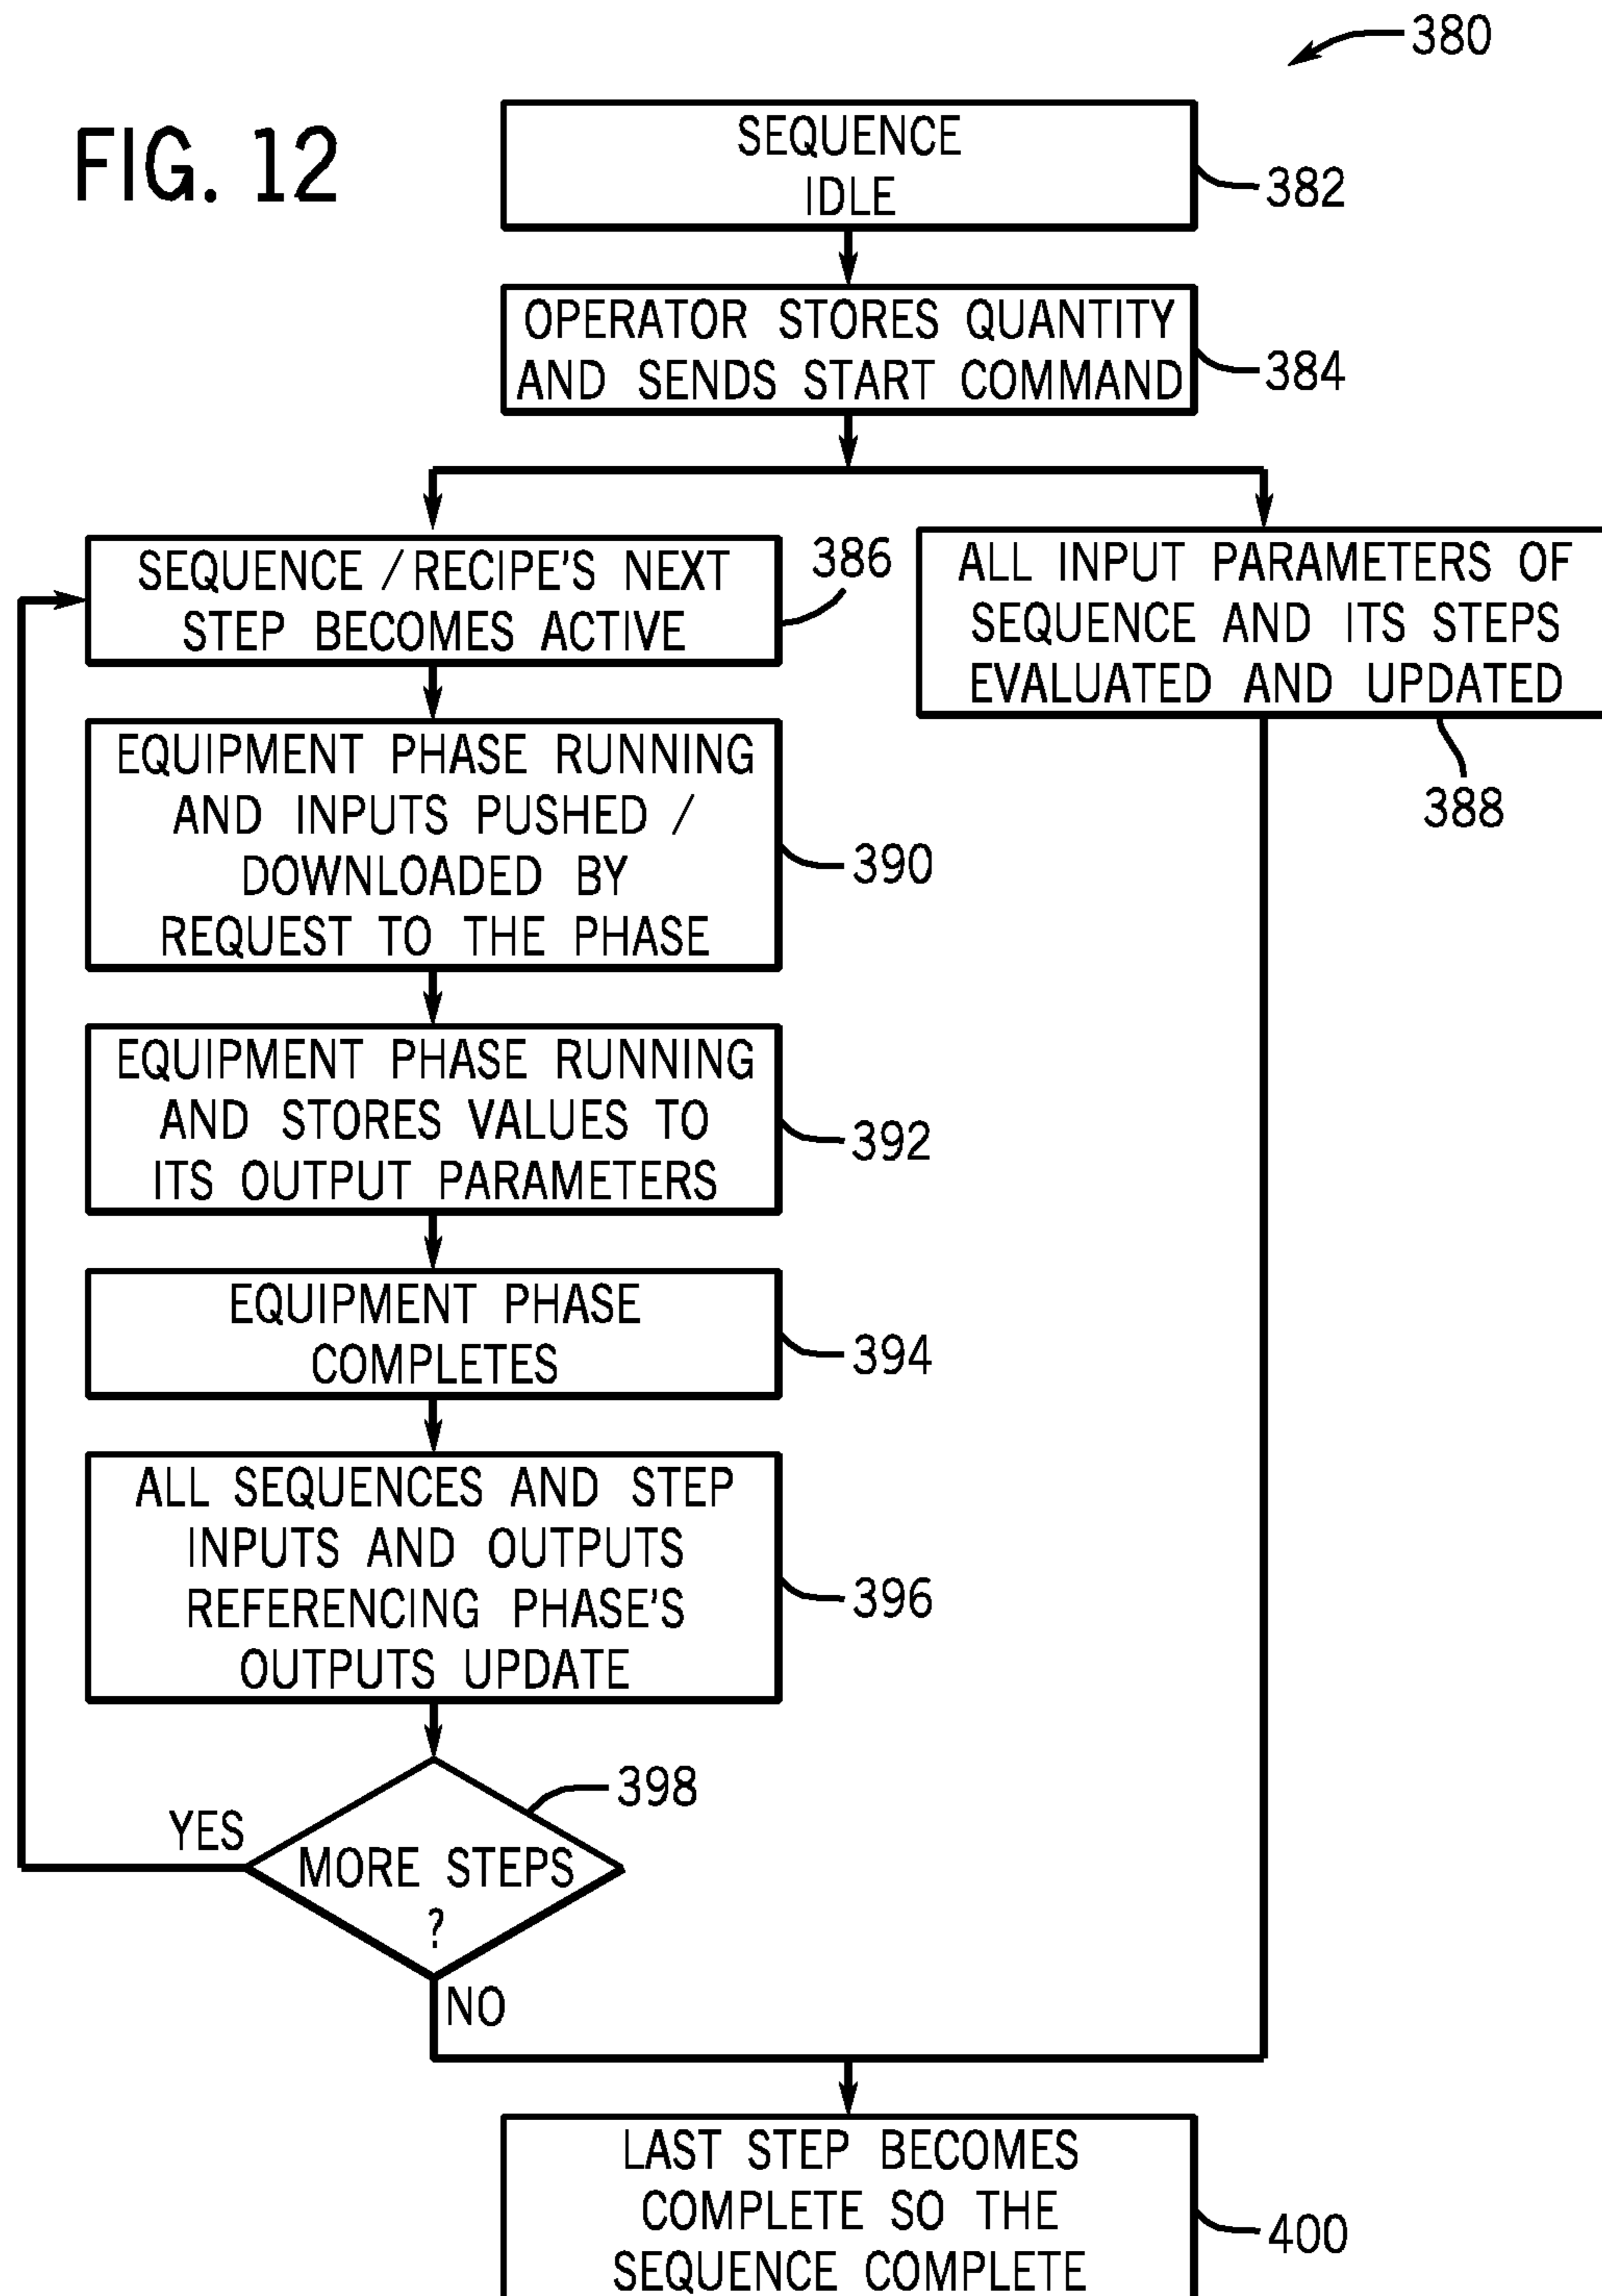 380
FIG. 12
SEQUENCE
IDLE
382
OPERATOR STORES QUANTITY
AND SENDS START COMMAND
384
SEQUENCE / RECIPE'S NEXT
STEP BECOMES ACTIVE
386
ALL INPUT PARAMETERS OF
SEQUENCE AND ITS STEPS
EVALUATED AND UPDATED
388
EQUIPMENT PHASE RUNNING
AND INPUTS PUSHED /
DOWNLOADED BY
REQUEST TO THE PHASE
390
EQUIPMENT PHASE RUNNING
AND STORES VALUES TO
ITS OUTPUT PARAMETERS
392
EQUIPMENT PHASE
COMPLETES
394
ALL SEQUENCES AND STEP
INPUTS AND OUTPUTS
REFERENCING PHASE'S
OUTPUTS UPDATE
396
398
YES
MORE STEPS
?
NO
LAST STEP BECOMES
COMPLETE SO THE
SEQUENCE COMPLETE
400